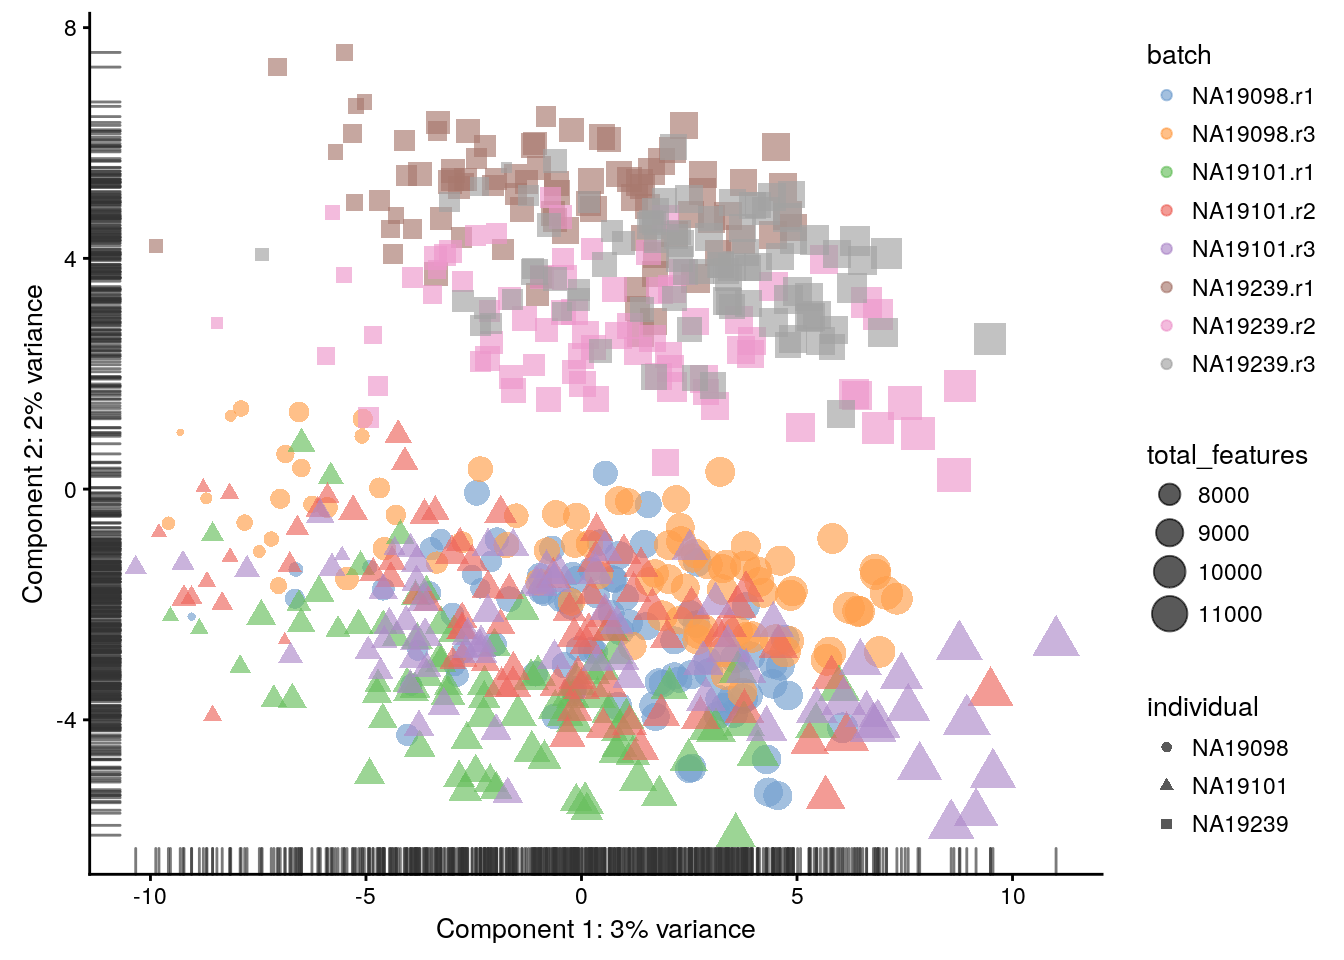 8
4
0
-4
Component 2: 2% variance
-10
-5
0
5
10
Component 1: 3% variance
batch
NA19098.r1
NA19098.r3
NA19101.r1
NA19101.r2
NA19101.r3
NA19239.r1
NA19239.r2
NA19239.r3
total_features
8000
9000
10000
11000
individual
NA19098
NA19101
NA19239